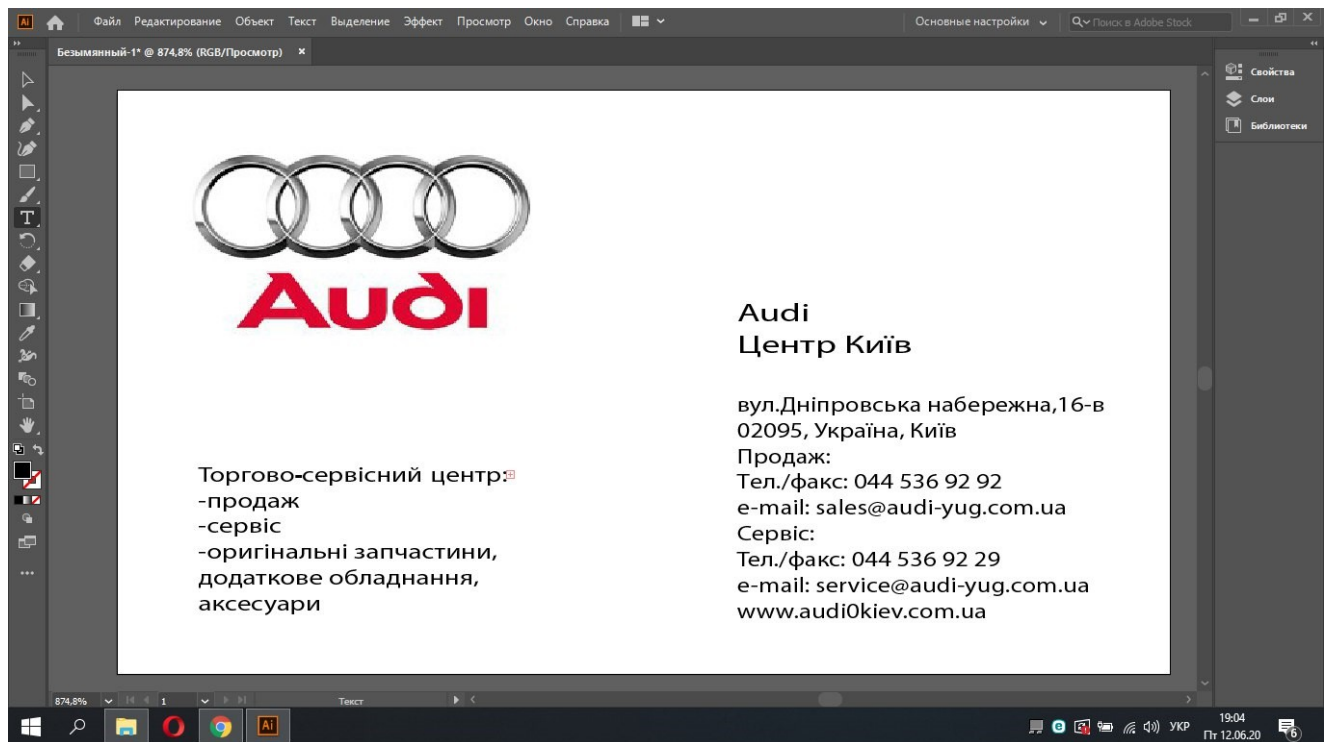 Ai Файл Редактирование Объект Текст Выделение Эффект Просмотр Окно Справка Основные настройки Поиск в Adobe Stock
Безымянный-1* @ 874,8% (RGB/Просмотр) ×
Свойства
Слои
Библиотеки
Audi
Audi
Центр Київ
вул.Дніпровська набережна,16-в
02095, Україна, Київ
Продаж:
Тел./факс: 044 536 92 92
e-mail: sales@audi-yug.com.ua
Сервіс:
Тел./факс: 044 536 92 29
e-mail: service@audi-yug.com.ua
www.audi0kiev.com.ua
Торгово-сервісний центр:
-продаж
-сервіс
-оригінальні запчастини,
додаткове обладнання,
аксесуари
874,8% 1 Текст
Ai УКР 19:04
Пт 12.06.20 6